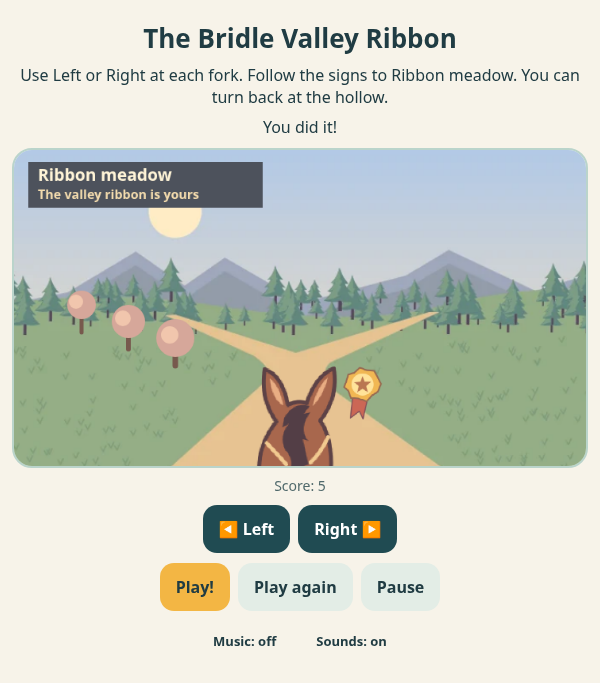 The Bridle Valley Ribbon
Use Left or Right at each fork. Follow the signs to Ribbon meadow. You can
turn back at the hollow.
You did it!
Ribbon meadow
The valley ribbon is yours
Score: 5
◀ Left
Right ▶
Play!
Play again
Pause
Music: off
Sounds: on